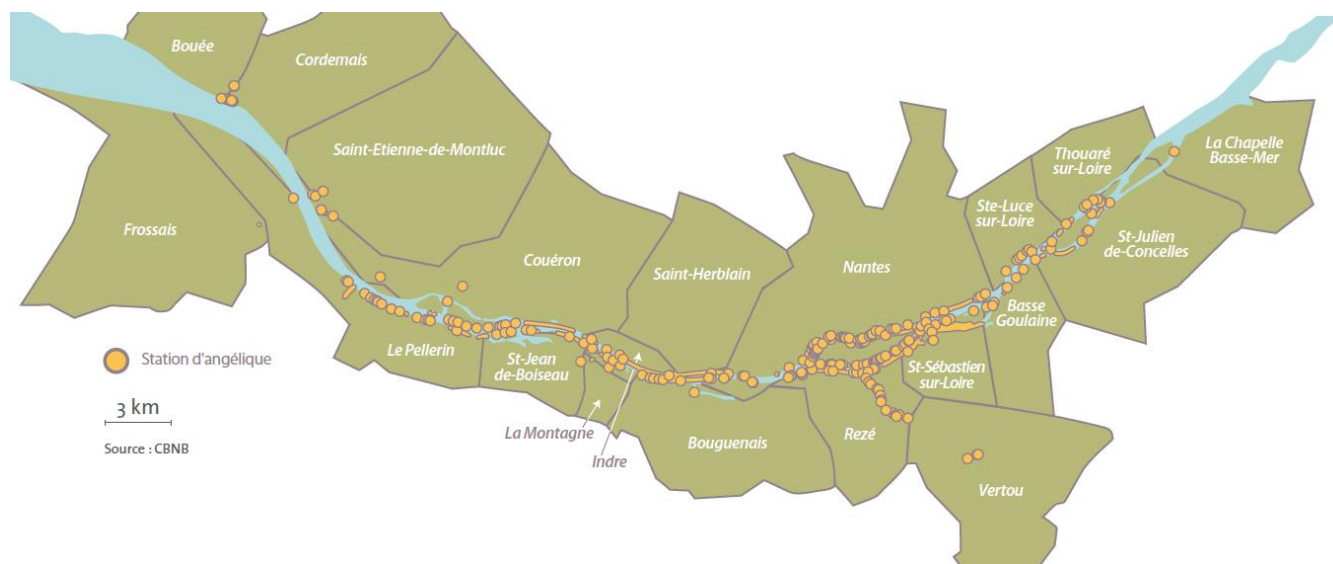 Bouée
Cordemais
Saint-Etienne-de-Montluc
Frossais
Couéron
Saint-Herblain
Nantes
Ste-Luce
sur-Loire
Thouaré
sur-Loire
La Chapelle
Basse-Mer
St-Julien
de-Concelles
Basse
Goulaine
Le Pellerin
St-Jean
de-Boiseau
St-Sébastien
sur-Loire
La Montagne
Indre
Bouguenais
Rezé
Vertou
Station d'angélique
3 km
Source : CBNB